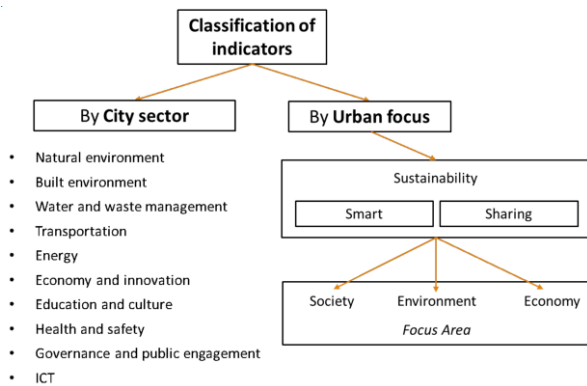 Classification of
indicators
By City sector
By Urban focus
• Natural environment
• Built environment
• Water and waste management
• Transportation
• Energy
• Economy and innovation
• Education and culture
• Health and safety
• Governance and public engagement
• ICT
Sustainability
Smart
Sharing
Society Environment Economy
Focus Area